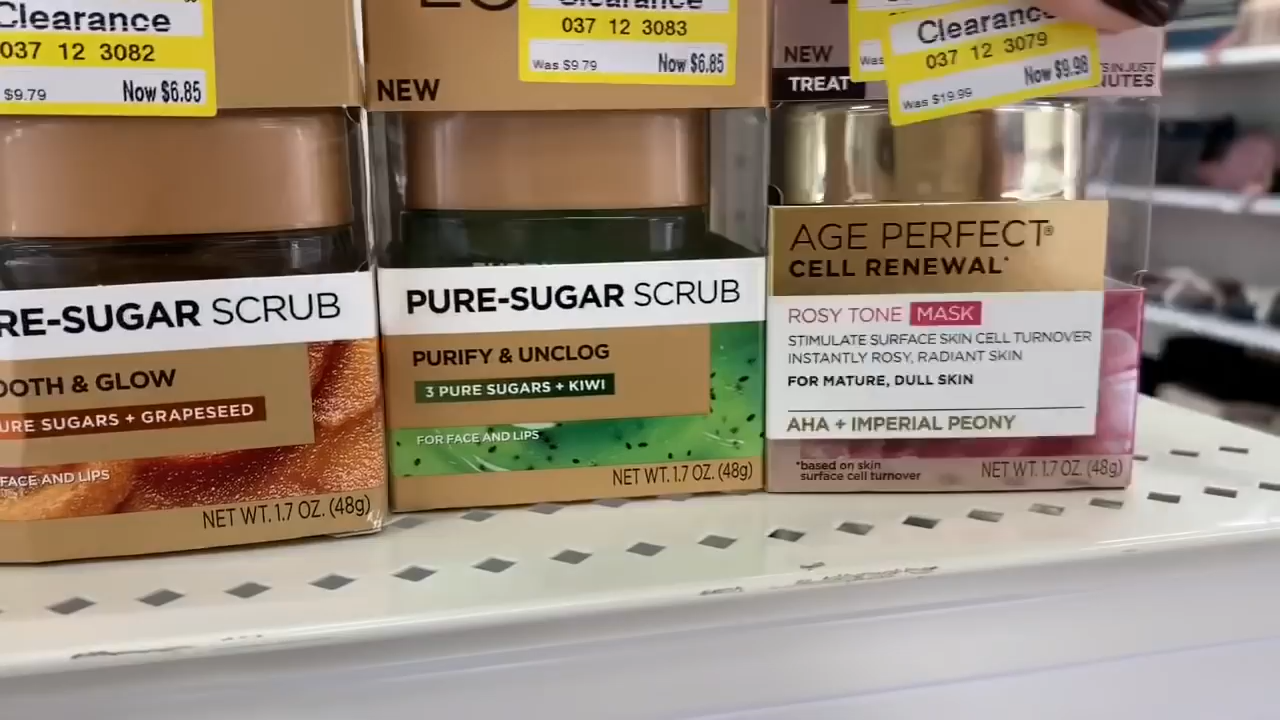 Clearance
037 12 3082
$9.79 Now $6.85
RE-SUGAR SCRUB
OOTH & GLOW
URE SUGARS + GRAPESEED
FACE AND LIPS
NET WT. 1.7 OZ. (48g)
Clearance
037 12 3083
Was $9.79 Now $6.85
NEW
PURE-SUGAR SCRUB
PURIFY & UNCLOG
3 PURE SUGARS + KIWI
FOR FACE AND LIPS
NET WT. 1.7 OZ. (48g)
Clearance
037 12 3079
Was $19.99 Now $9.98
Was
NEW
TREAT
S IN JUST
NUTES
AGE PERFECT®
CELL RENEWAL*
ROSY TONE MASK
STIMULATE SURFACE SKIN CELL TURNOVER
INSTANTLY ROSY, RADIANT SKIN
FOR MATURE, DULL SKIN
AHA + IMPERIAL PEONY
*based on skin
surface cell turnover
NET WT. 1.7 OZ. (48g)